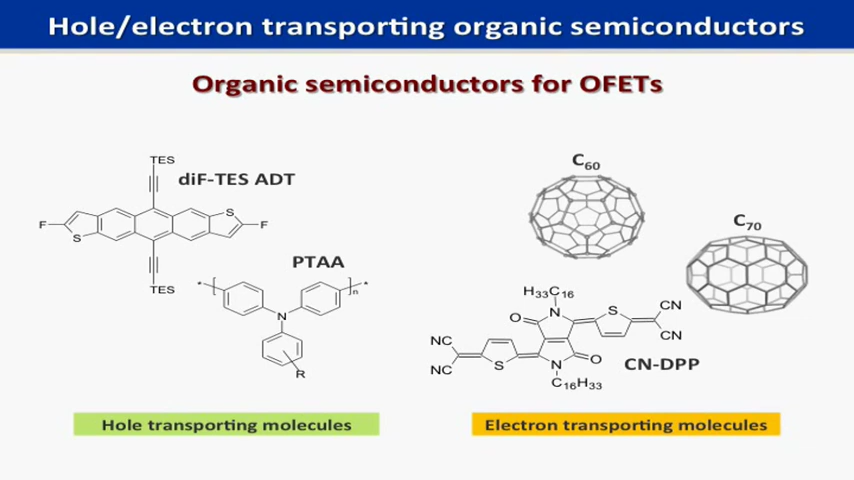 Hole/electron transporting organic semiconductors
Organic semiconductors for OFETs
TES
diF-TES ADT
F
S
F
S
TES
PTAA
*
n
*
N
R
C60
C70
H33C16
N
O
S
CN
CN
NC
NC
S
N
O
C16H33
CN-DPP
Hole transporting molecules
Electron transporting molecules